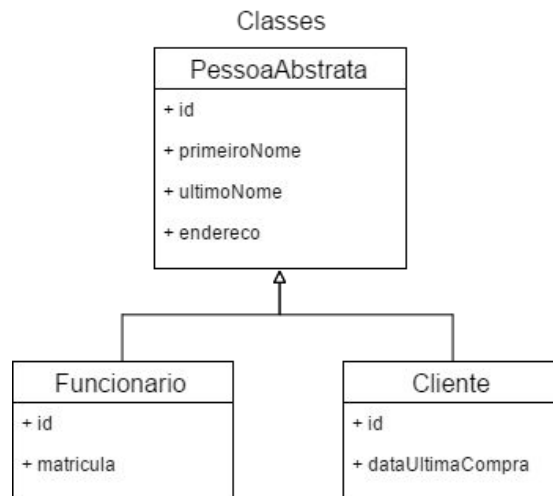 Classes
PessoaAbstrata
+ id
+ primeiroNome
+ ultimoNome
+ endereco
Funcionario
+ id
+ matricula
Cliente
+ id
+ dataUltimaCompra